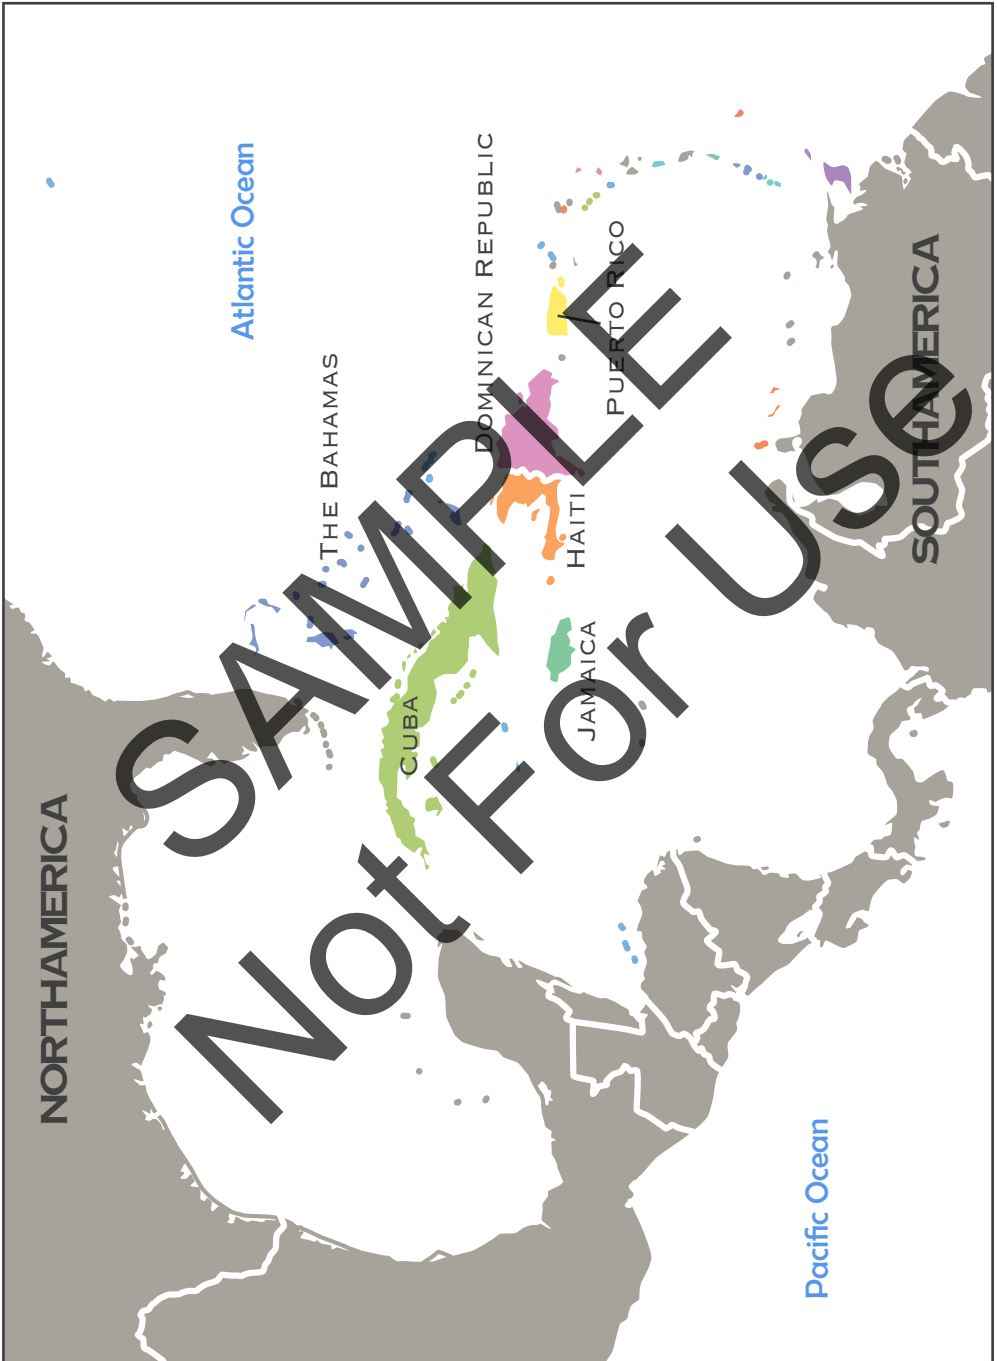 NORTHAMERICA
Atlantic Ocean
THE BAHAMAS
CUBA
DOMINICAN REPUBLIC
HAITI
JAMAICA
PUERTO RICO
Pacific Ocean
SOUTHAMERICA
SAMPLE
Not For Use